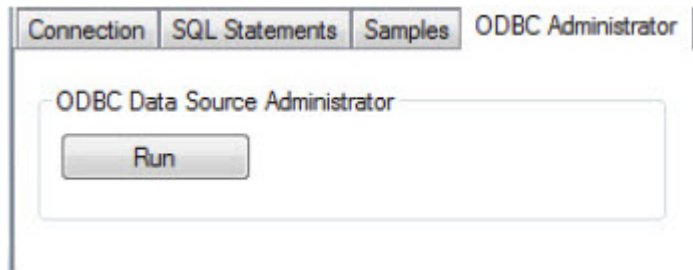 Connection SQL Statements Samples ODBC Administrator
ODBC Data Source Administrator
Run